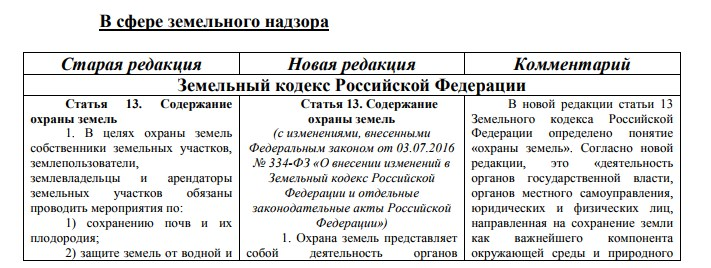 В сфере земельного надзора
Старая редакция
Новая редакция
Комментарий
Земельный кодекс Российской Федерации
Статья 13. Содержание
охраны земель
1. В целях охраны земель
собственники земельных участков,
землепользователи,
землевладельцы и арендаторы
земельных участков обязаны
проводить мероприятия по:
1) сохранению почв и их
плодородия;
2) защите земель от водной и
Статья 13. Содержание
охраны земель
(с изменениями, внесенными
Федеральным законом от 03.07.2016
№ 334-ФЗ «О внесении изменений в
Земельный кодекс Российской
Федерации и отдельные
законодательные акты Российской
Федерации»)
1. Охрана земель представляет
собой деятельность органов
В новой редакции статьи 13
Земельного кодекса Российской
Федерации определено понятие
«охраны земель». Согласно новой
редакции, это «деятельность
органов государственной власти,
органов местного самоуправления,
юридических и физических лиц,
направленная на сохранение земли
как важнейшего компонента
окружающей среды и природного